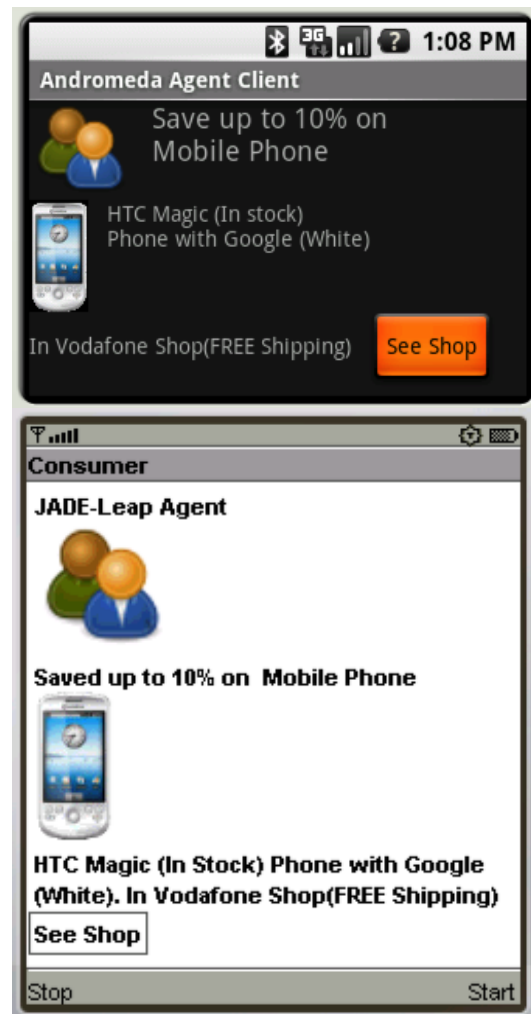 3G 1:08 PM
Andromeda Agent Client
Save up to 10% on
Mobile Phone
HTC Magic (In stock)
Phone with Google (White)
In Vodafone Shop(FREE Shipping) See Shop
Consumer
JADE-Leap Agent
Saved up to 10% on Mobile Phone
HTC Magic (In Stock) Phone with Google
(White). In Vodafone Shop(FREE Shipping)
See Shop
Stop Start